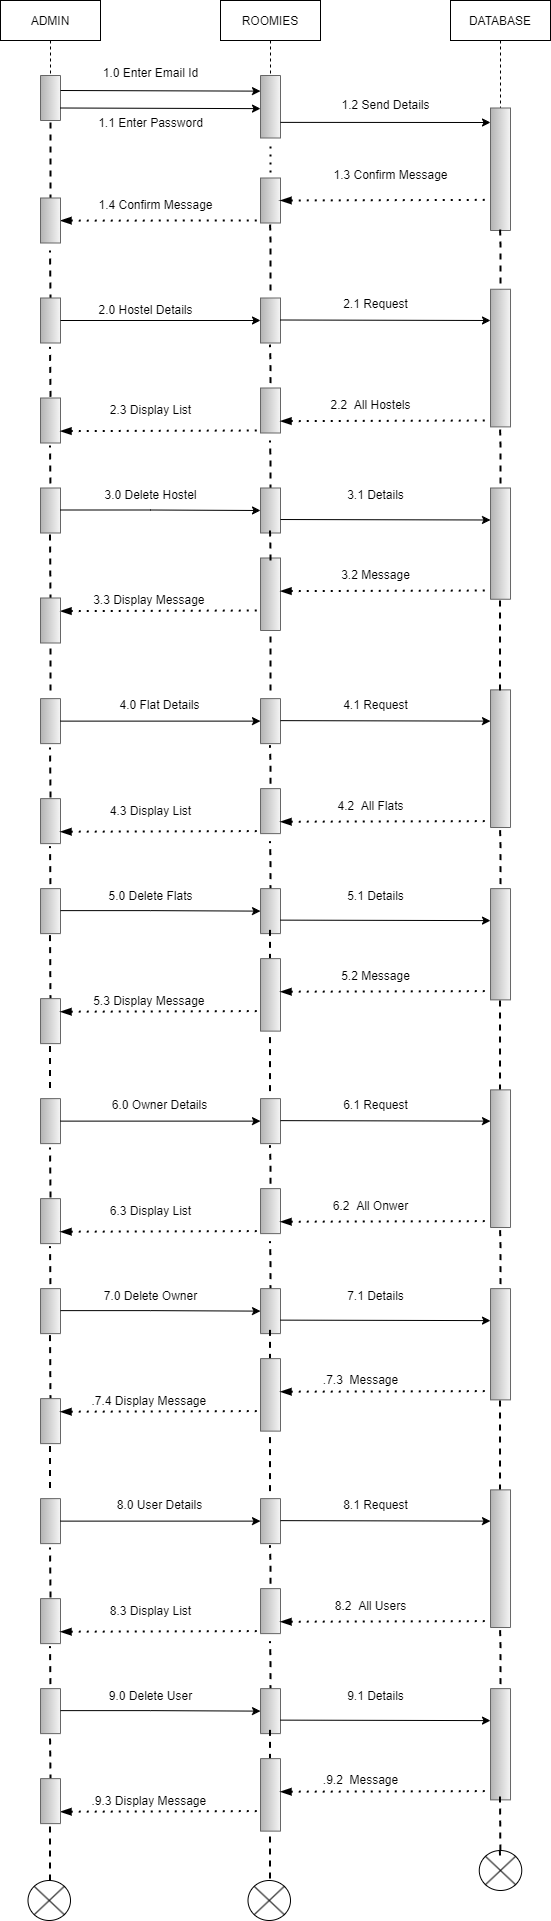 ADMIN
ROOMIES
DATABASE
1.0 Enter Email Id
1.1 Enter Password
1.2 Send Details
1.3 Confirm Message
1.4 Confirm Message
2.0 Hostel Details
2.1 Request
2.2  All Hostels
2.3 Display List
3.0 Delete Hostel
3.1 Details
3.2 Message
3.3 Display Message
4.0 Flat Details
4.1 Request
4.2  All Flats
4.3 Display List
5.0 Delete Flats
5.1 Details
5.2 Message
5.3 Display Message
6.0 Owner Details
6.1 Request
6.2  All Onwer
6.3 Display List
7.0 Delete Owner
7.1 Details
.7.3  Message
.7.4 Display Message
8.0 User Details
8.1 Request
8.2  All Users
8.3 Display List
9.0 Delete User
9.1 Details
.9.2  Message
.9.3 Display Message